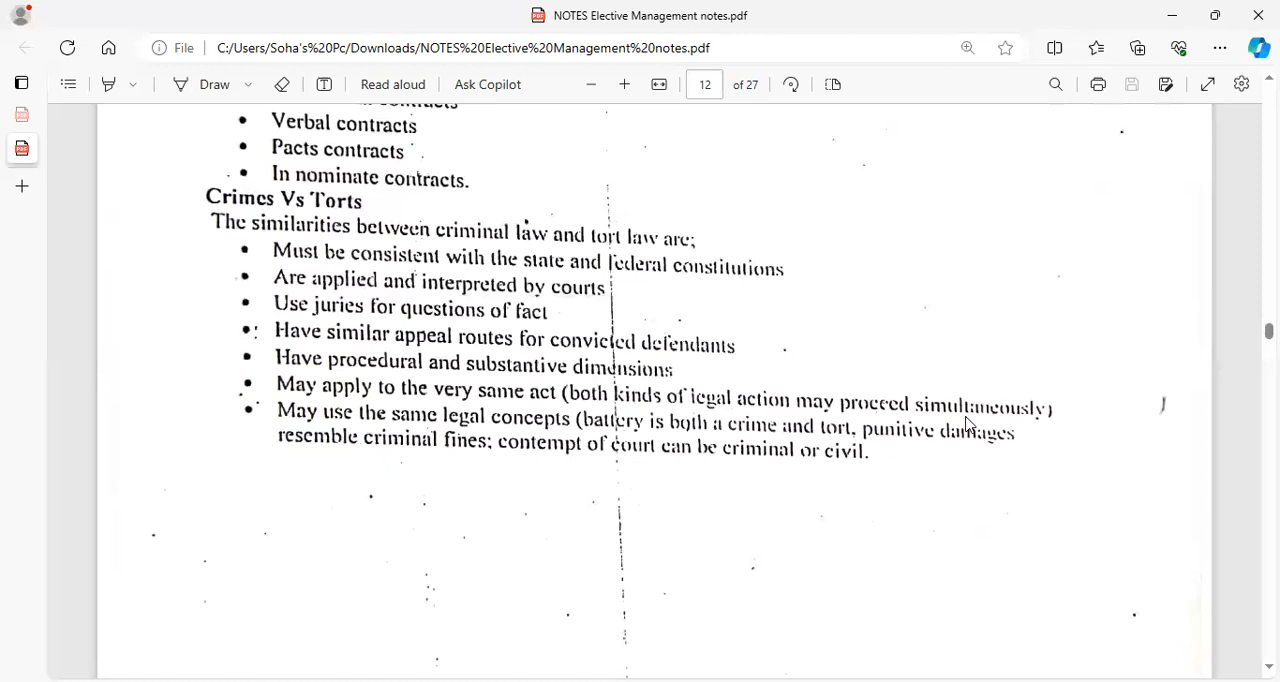 NOTES Elective Management notes.pdf
File
C:/Users/Soha's%20Pc/Downloads/NOTES%20Elective%20Management%20notes.pdf
Draw
Read aloud
Ask Copilot
12
of 27
contracts
• Verbal contracts
• Pacts contracts
• In nominate contracts.
Crimes Vs Torts
The similarities between criminal law and tort law are;
• Must be consistent with the state and federal constitutions
• Are applied and interpreted by courts
• Use juries for questions of fact
• Have similar appeal routes for convicted defendants
• Have procedural and substantive dimensions
• May apply to the very same act (both kinds of legal action may proceed simultaneously)
• May use the same legal concepts (battery is both a crime and tort, punitive damages
resemble criminal fines; contempt of court can be criminal or civil.